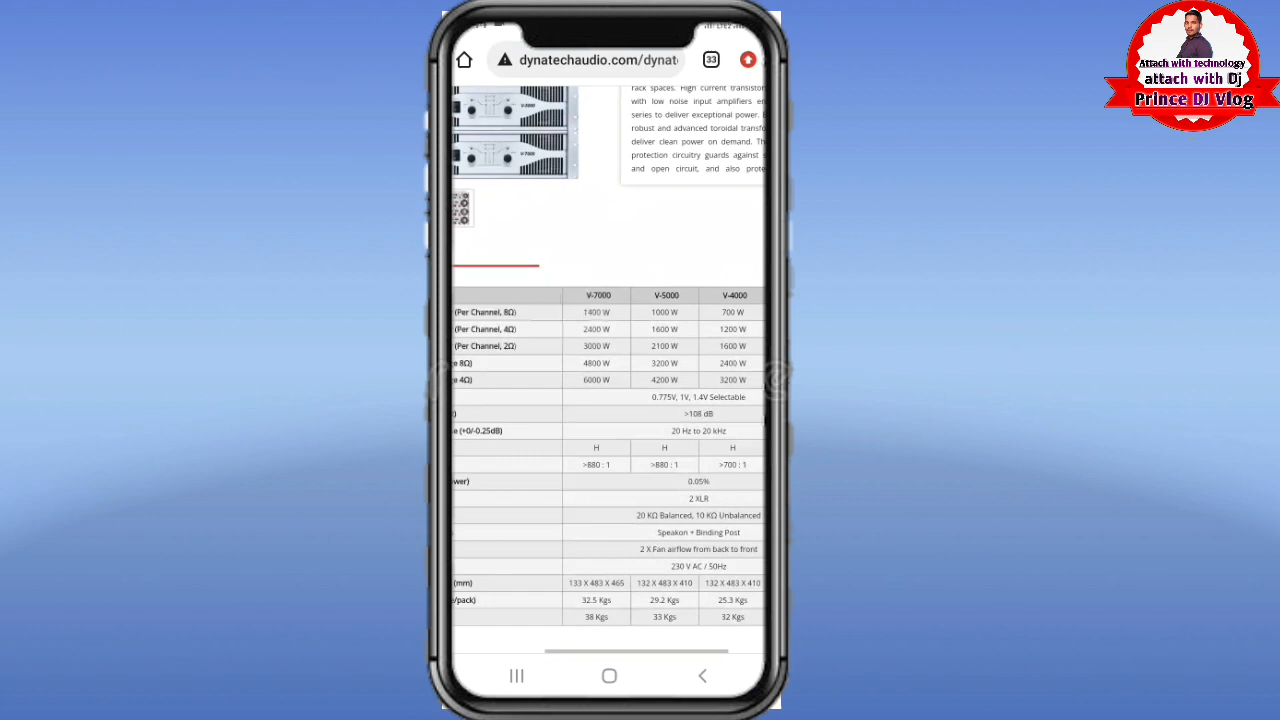 dynatechaudio.com/dynat
33
rack spaces. High current transisto
with low noise input amplifiers en
series to deliver exceptional power.
robust and advanced toroidal transfo
deliver clean power on demand. Th
protection circuitry guards against
and open circuit, and also prote
V-7000 V-5000 V-4000
(Per Channel, 8Ω) 1400 W 1000 W 700 W
(Per Channel, 4Ω) 2400 W 1600 W 1200 W
(Per Channel, 2Ω) 3000 W 2100 W 1600 W
e 8Ω) 4800 W 3200 W 2400 W
e 4Ω) 6000 W 4200 W 3200 W
0.775V, 1V, 1.4V Selectable
>108 dB
se (+0/-0.25dB) 20 Hz to 20 kHz
H H H
>880 : 1 >880 : 1 >700 : 1
wer) 0.05%
2 XLR
20 KΩ Balanced, 10 KΩ Unbalanced
Speakon + Binding Post
2 X Fan airflow from back to front
230 V AC / 50Hz
(mm) 133 X 483 X 465 132 X 483 X 410 132 X 483 X 410
e/pack) 32.5 Kgs 29.2 Kgs 25.3 Kgs
38 Kgs 33 Kgs 32 Kgs
Attach with technology
attach with Dj
Prince DJ Vlog